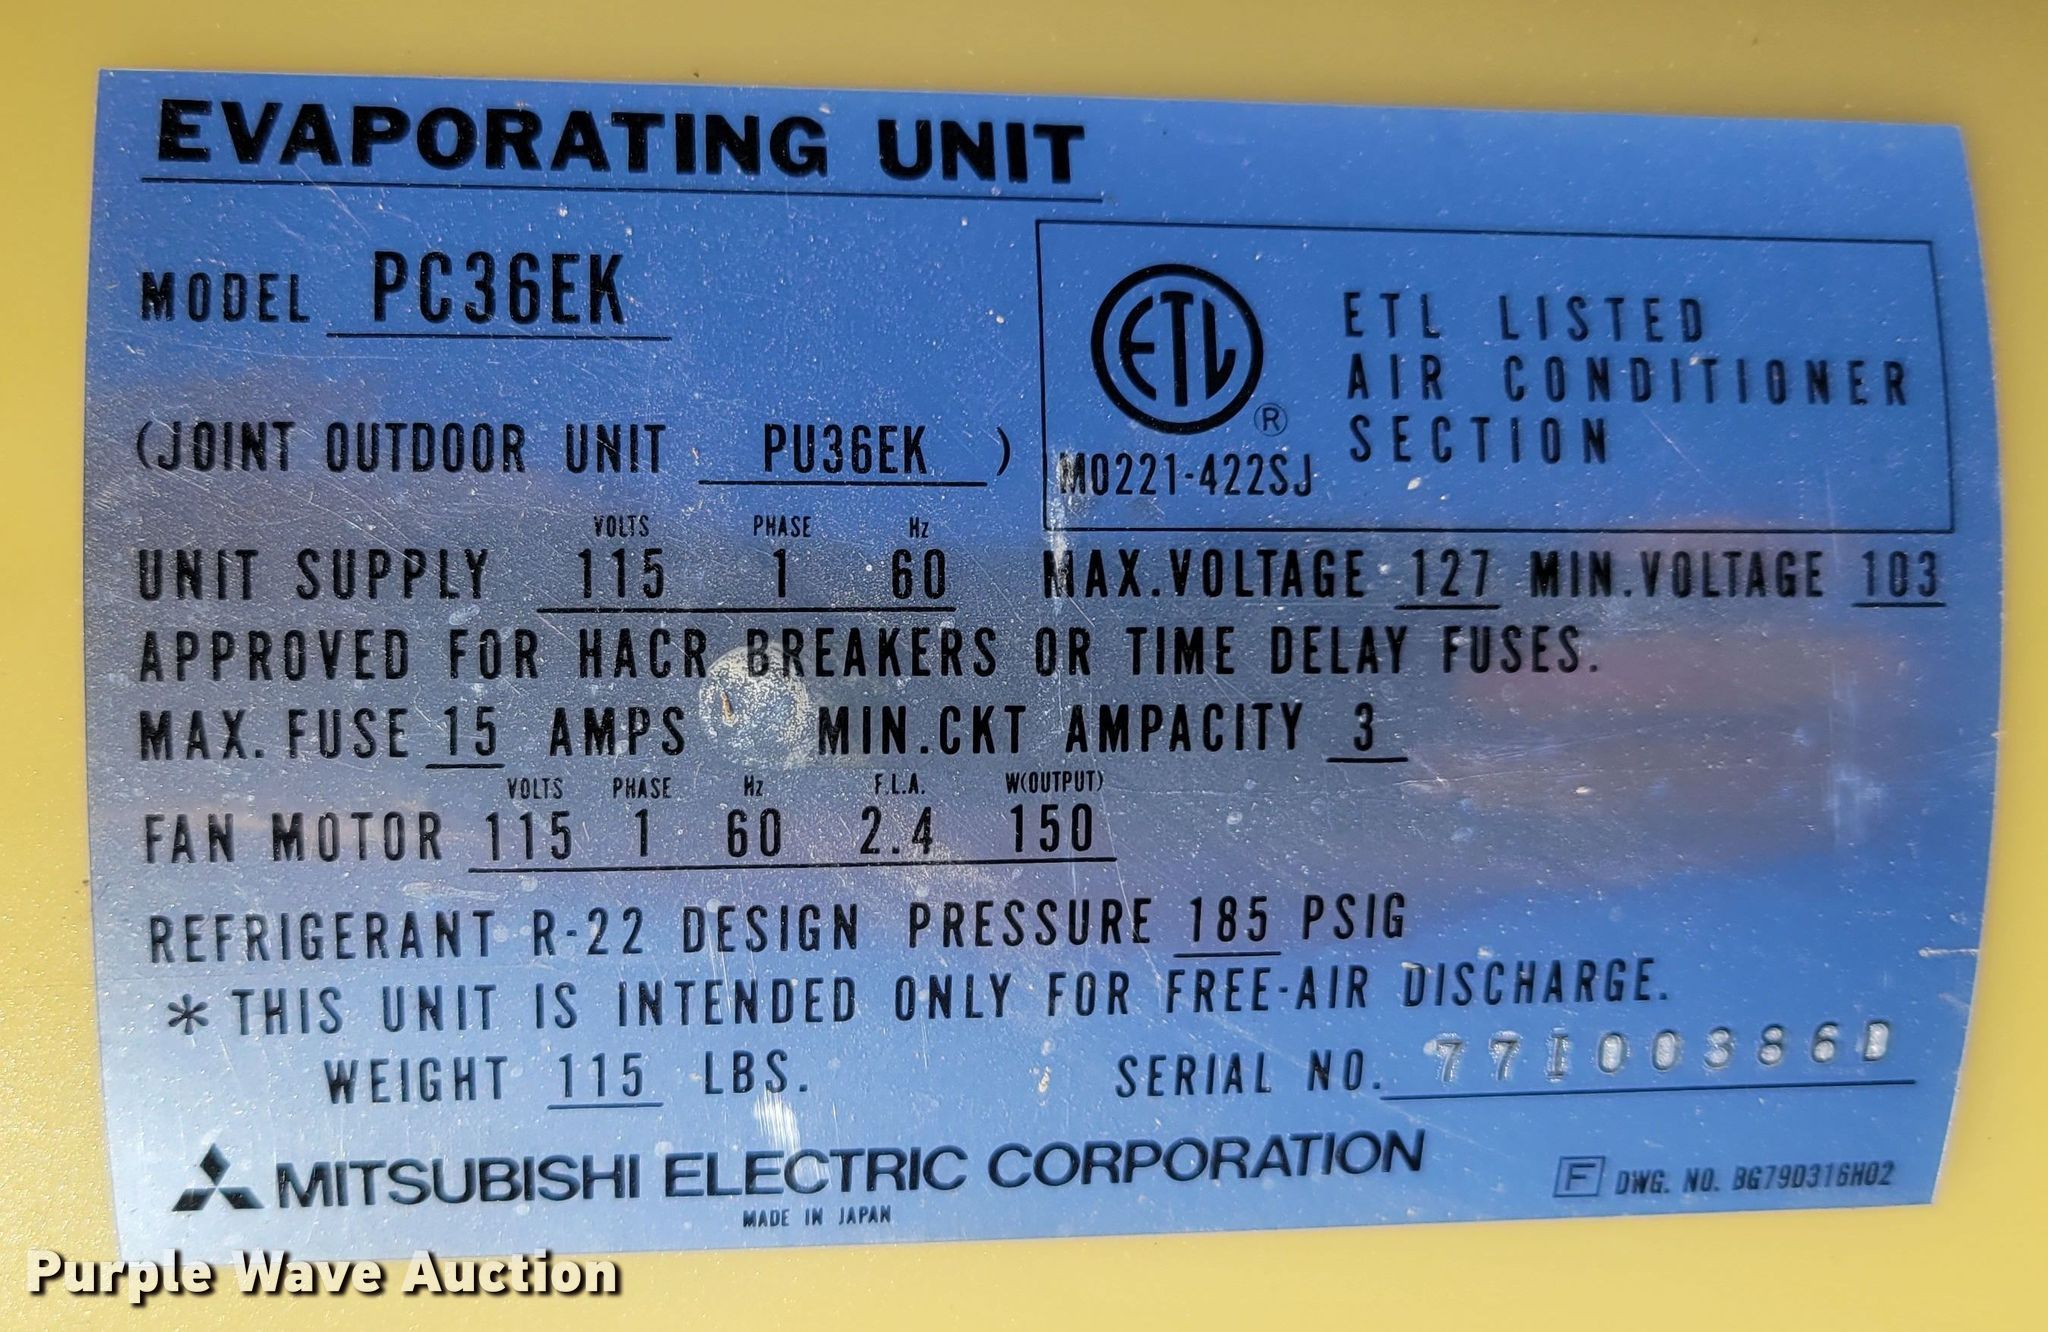 EVAPORATING UNIT
MODEL PC36EK
(JOINT OUTDOOR UNIT PU36EK )
ETL
®
M0221-422SJ
ETL LISTED
AIR CONDITIONER
SECTION
VOLTS PHASE Hz
UNIT SUPPLY 115 1 60 MAX.VOLTAGE 127 MIN.VOLTAGE 103
APPROVED FOR HACR BREAKERS OR TIME DELAY FUSES.
MAX. FUSE 15 AMPS MIN.CKT AMPACITY 3
VOLTS PHASE Hz F.L.A. W(OUTPUT)
FAN MOTOR 115 1 60 2.4 150
REFRIGERANT R-22 DESIGN PRESSURE 185 PSIG
* THIS UNIT IS INTENDED ONLY FOR FREE-AIR DISCHARGE.
WEIGHT 115 LBS. SERIAL NO. 77I00386D
MITSUBISHI ELECTRIC CORPORATION
MADE IN JAPAN
F DWG. NO. BG79D316H02
Purple Wave Auction